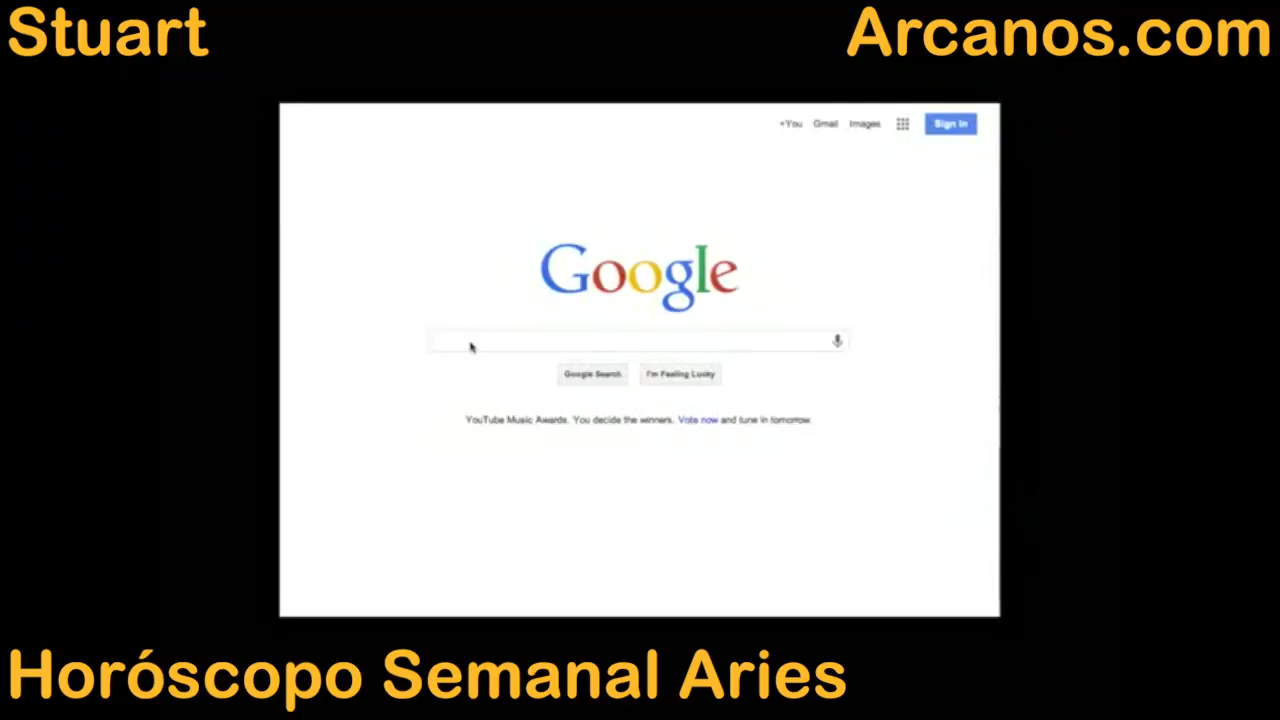 Stuart
Arcanos.com
+You Gmail Images Sign in
Google
Google Search I'm Feeling Lucky
YouTube Music Awards. You decide the winners. Vote now and tune in tomorrow.
Horóscopo Semanal Aries